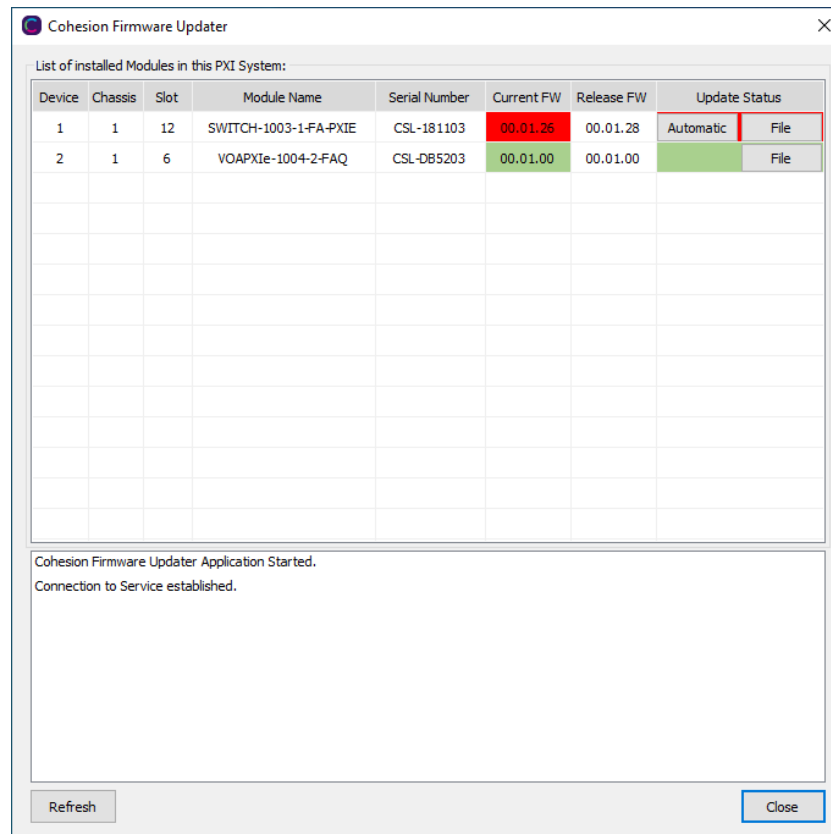 Cohesion Firmware Updater
List of installed Modules in this PXI System:
Device Chassis Slot Module Name Serial Number Current FW Release FW Update Status
1 1 12 SWITCH-1003-1-FA-PXIE CSL-181103 00.01.26 00.01.28 Automatic File
2 1 6 VOAPXIe-1004-2-FAQ CSL-DB5203 00.01.00 00.01.00 File
Cohesion Firmware Updater Application Started.
Connection to Service established.
Refresh Close